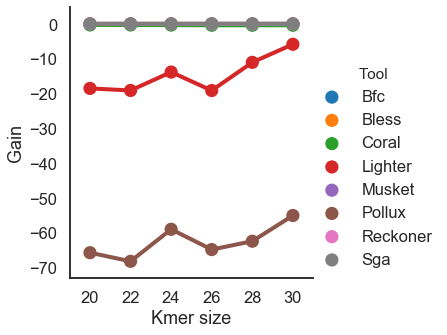 0
−10
−20
−30
−40
−50
−60
−70
Gain
20 22 24 26 28 30
Kmer size
Tool
Bfc
Bless
Coral
Lighter
Musket
Pollux
Reckoner
Sga